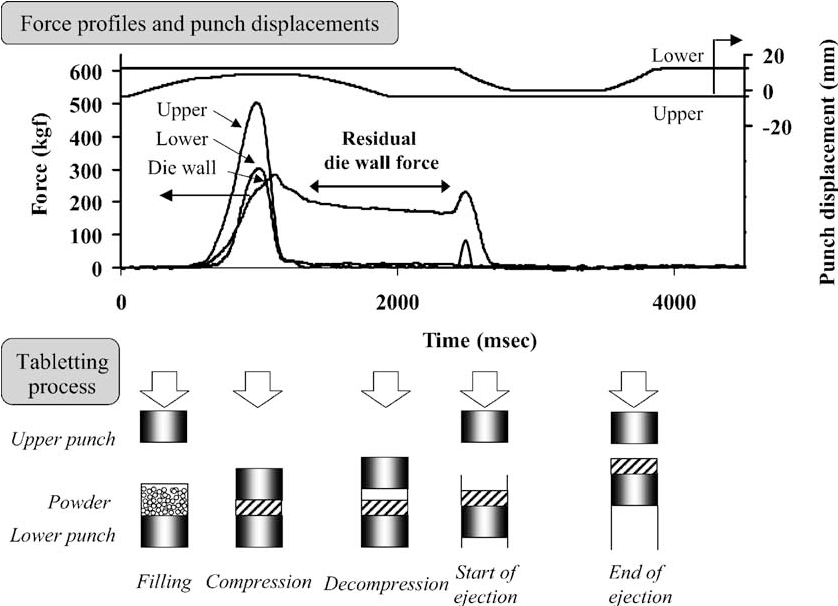 Force profiles and punch displacements
Lower
Upper
Upper
Lower
Die wall
Residual
die wall force
600
500
400
300
200
100
0
Force (kgf)
20
0
-20
Punch displacement (mm)
0
2000
4000
Time (msec)
Tabletting
process
Upper punch
Powder
Lower punch
Filling
Compression
Decompression
Start of
ejection
End of
ejection